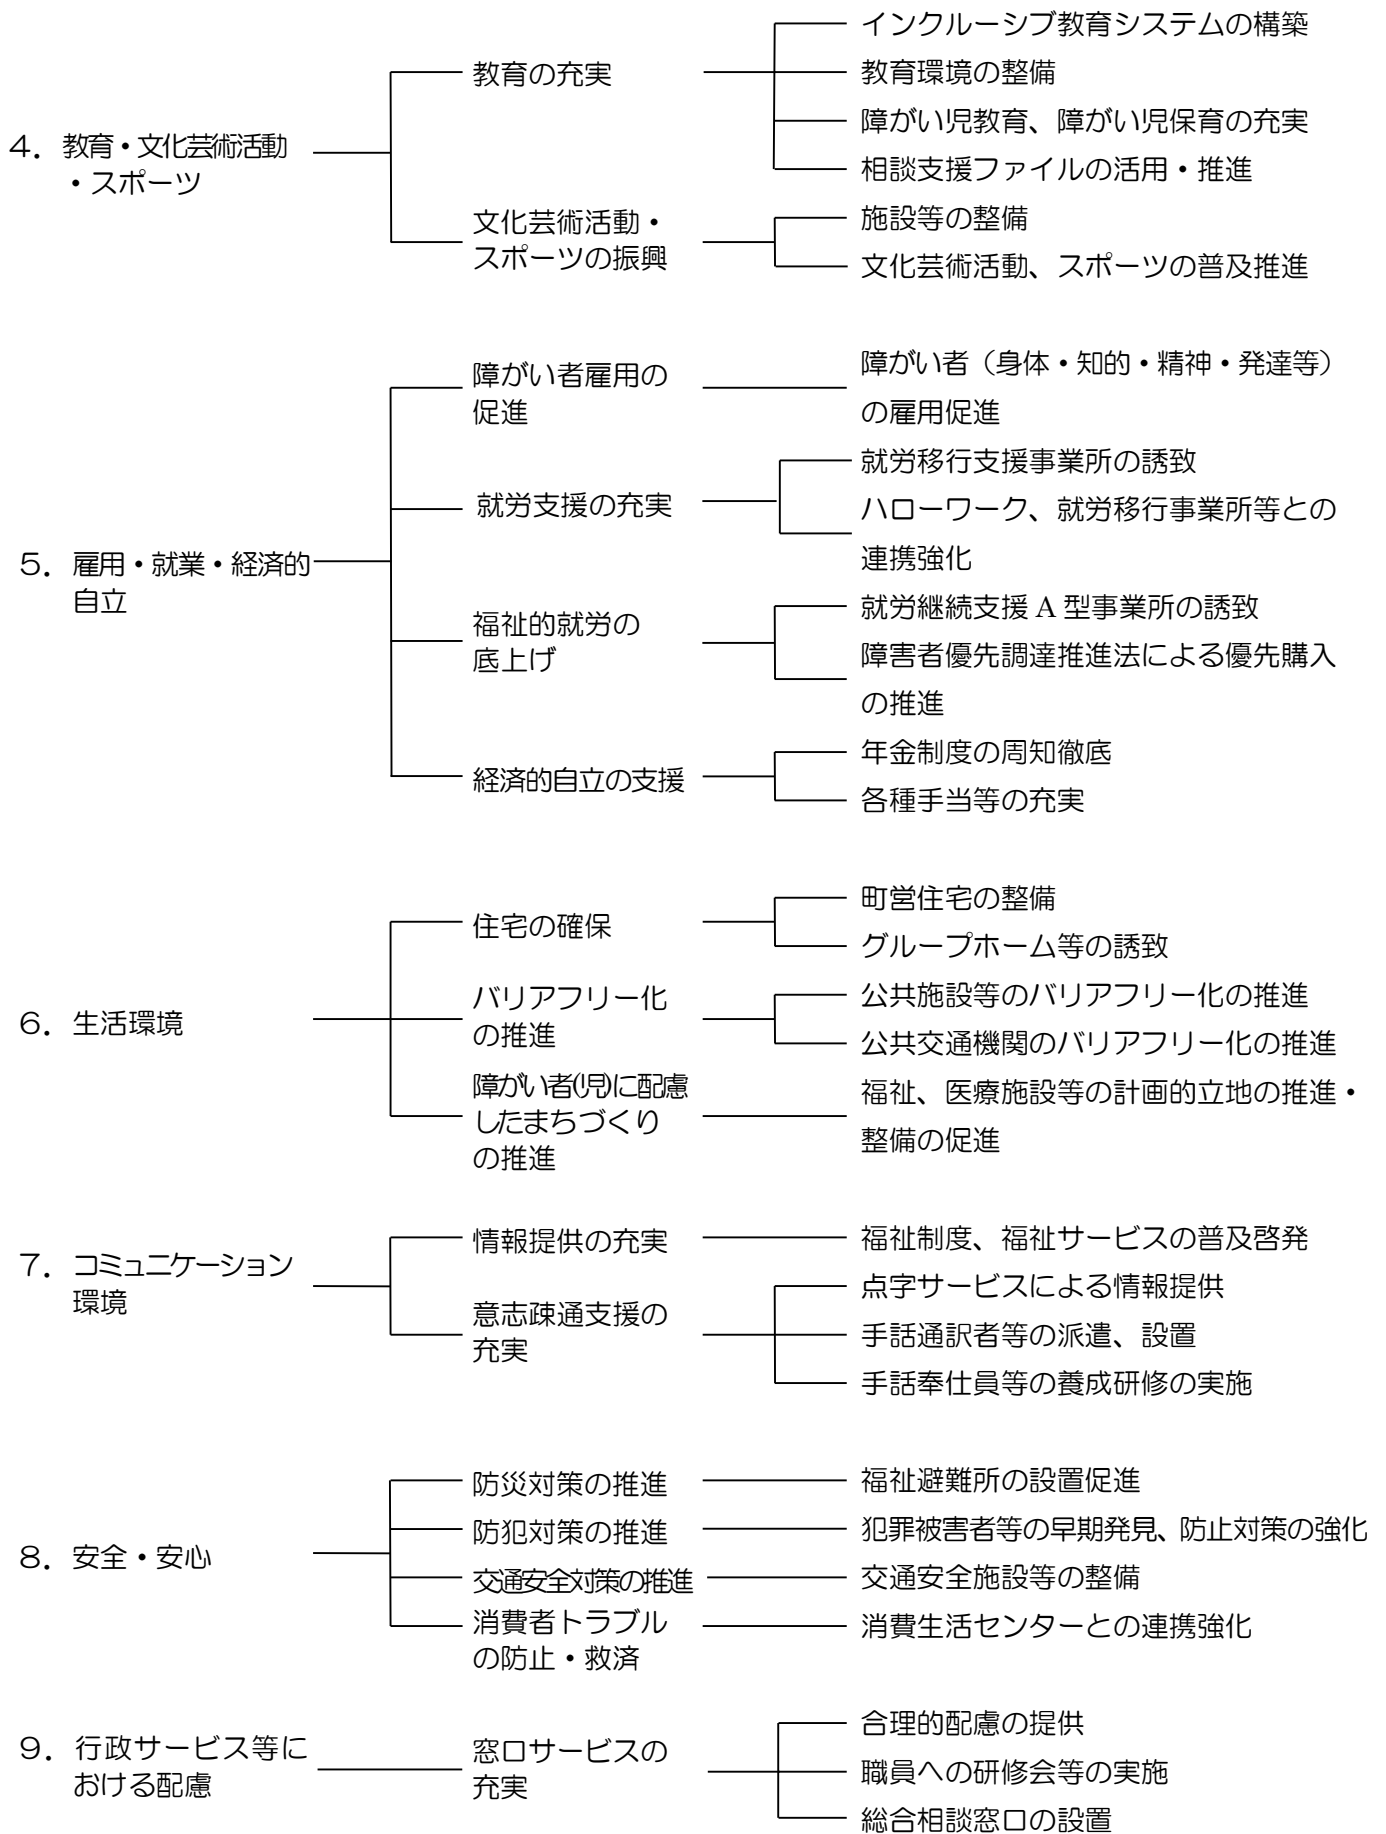 4．教育・文化芸術活動
・スポーツ
教育の充実
インクルーシブ教育システムの構築
教育環境の整備
障がい児教育、障がい児保育の充実
相談支援ファイルの活用・推進
文化芸術活動・
スポーツの振興
施設等の整備
文化芸術活動、スポーツの普及推進
5．雇用・就業・経済的
自立
障がい者雇用の
促進
障がい者（身体・知的・精神・発達等）
の雇用促進
就労支援の充実
就労移行支援事業所の誘致
ハローワーク、就労移行事業所等との
連携強化
福祉的就労の
底上げ
就労継続支援 A 型事業所の誘致
障害者優先調達推進法による優先購入
の推進
経済的自立の支援
年金制度の周知徹底
各種手当等の充実
6．生活環境
住宅の確保
町営住宅の整備
グループホーム等の誘致
バリアフリー化
の推進
公共施設等のバリアフリー化の推進
公共交通機関のバリアフリー化の推進
障がい者(児)に配慮
したまちづくり
の推進
福祉、医療施設等の計画的立地の推進・
整備の促進
7．コミュニケーション
環境
情報提供の充実
福祉制度、福祉サービスの普及啓発
意志疎通支援の
充実
点字サービスによる情報提供
手話通訳者等の派遣、設置
手話奉仕員等の養成研修の実施
8．安全・安心
防災対策の推進
福祉避難所の設置促進
防犯対策の推進
犯罪被害者等の早期発見、防止対策の強化
交通安全対策の推進
交通安全施設等の整備
消費者トラブル
の防止・救済
消費生活センターとの連携強化
9．行政サービス等に
おける配慮
窓口サービスの
充実
合理的配慮の提供
職員への研修会等の実施
総合相談窓口の設置